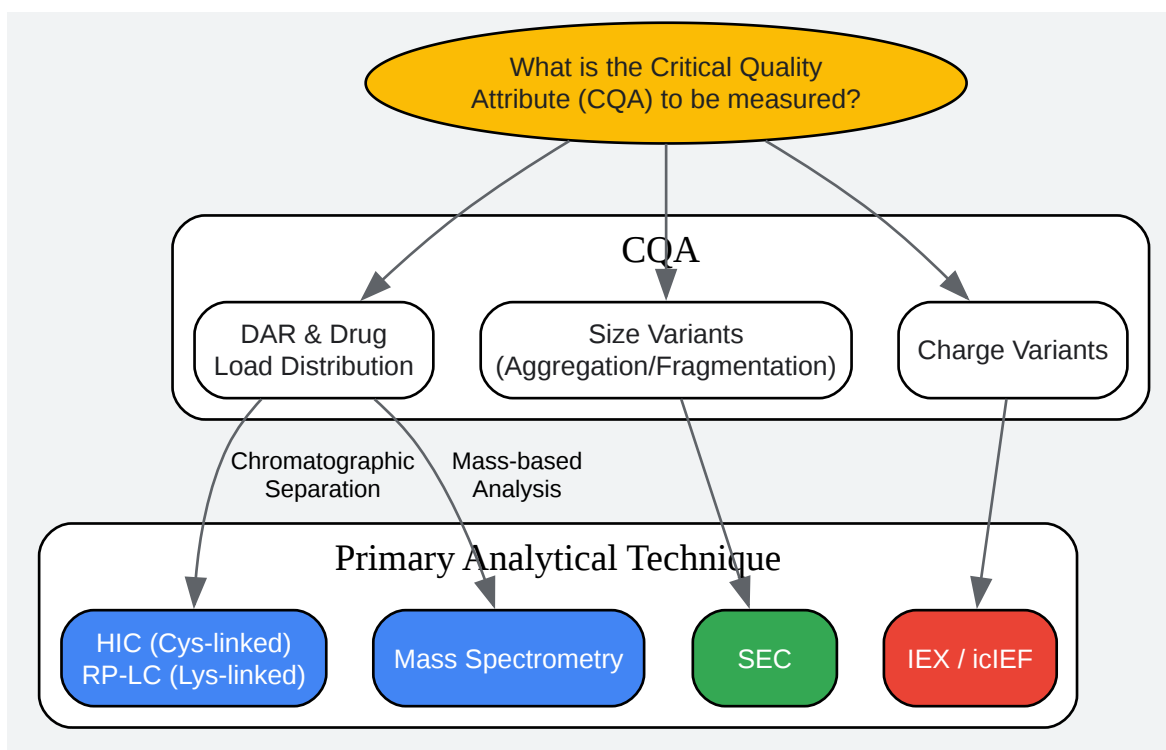 What is the Critical Quality
Attribute (CQA) to be measured?
CQA
DAR & Drug
Load Distribution
Size Variants
(Aggregation/Fragmentation)
Charge Variants
Chromatographic
Separation
Mass-based
Analysis
Primary Analytical Technique
HIC (Cys-linked)
RP-LC (Lys-linked)
Mass Spectrometry
SEC
IEX / icIEF